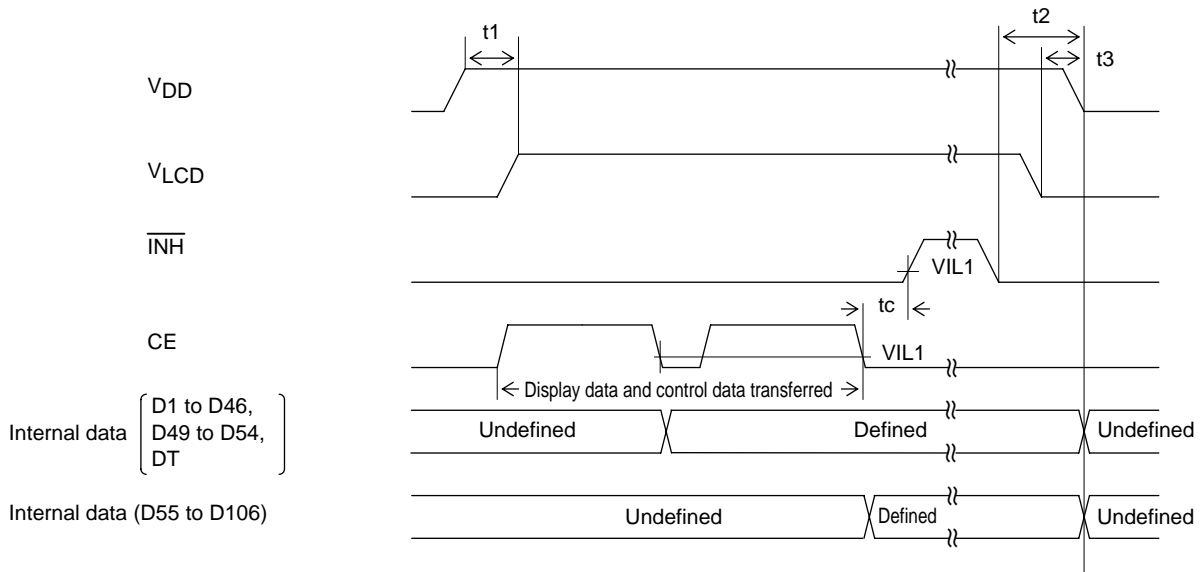 t1
t2
t3
VDD
VLCD
INH
VIL1
tc
CE
VIL1
Display data and control data transferred
Internal data
D1 to D46,
D49 to D54,
DT
Undefined
Defined
Undefined
Internal data (D55 to D106)
Undefined
Defined
Undefined